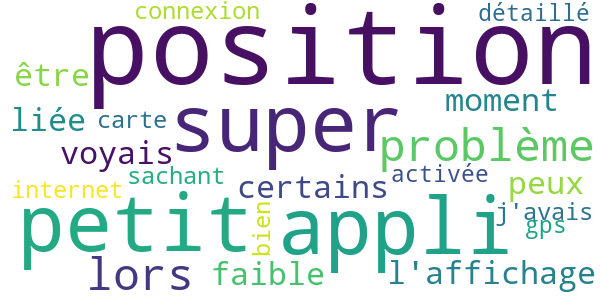 connexion détaillé
position
être
moment
liée carte super
problème
voyais
sachant certains activée
internet peux
petit bien appli j'avais
gps
lors faible l'affichage